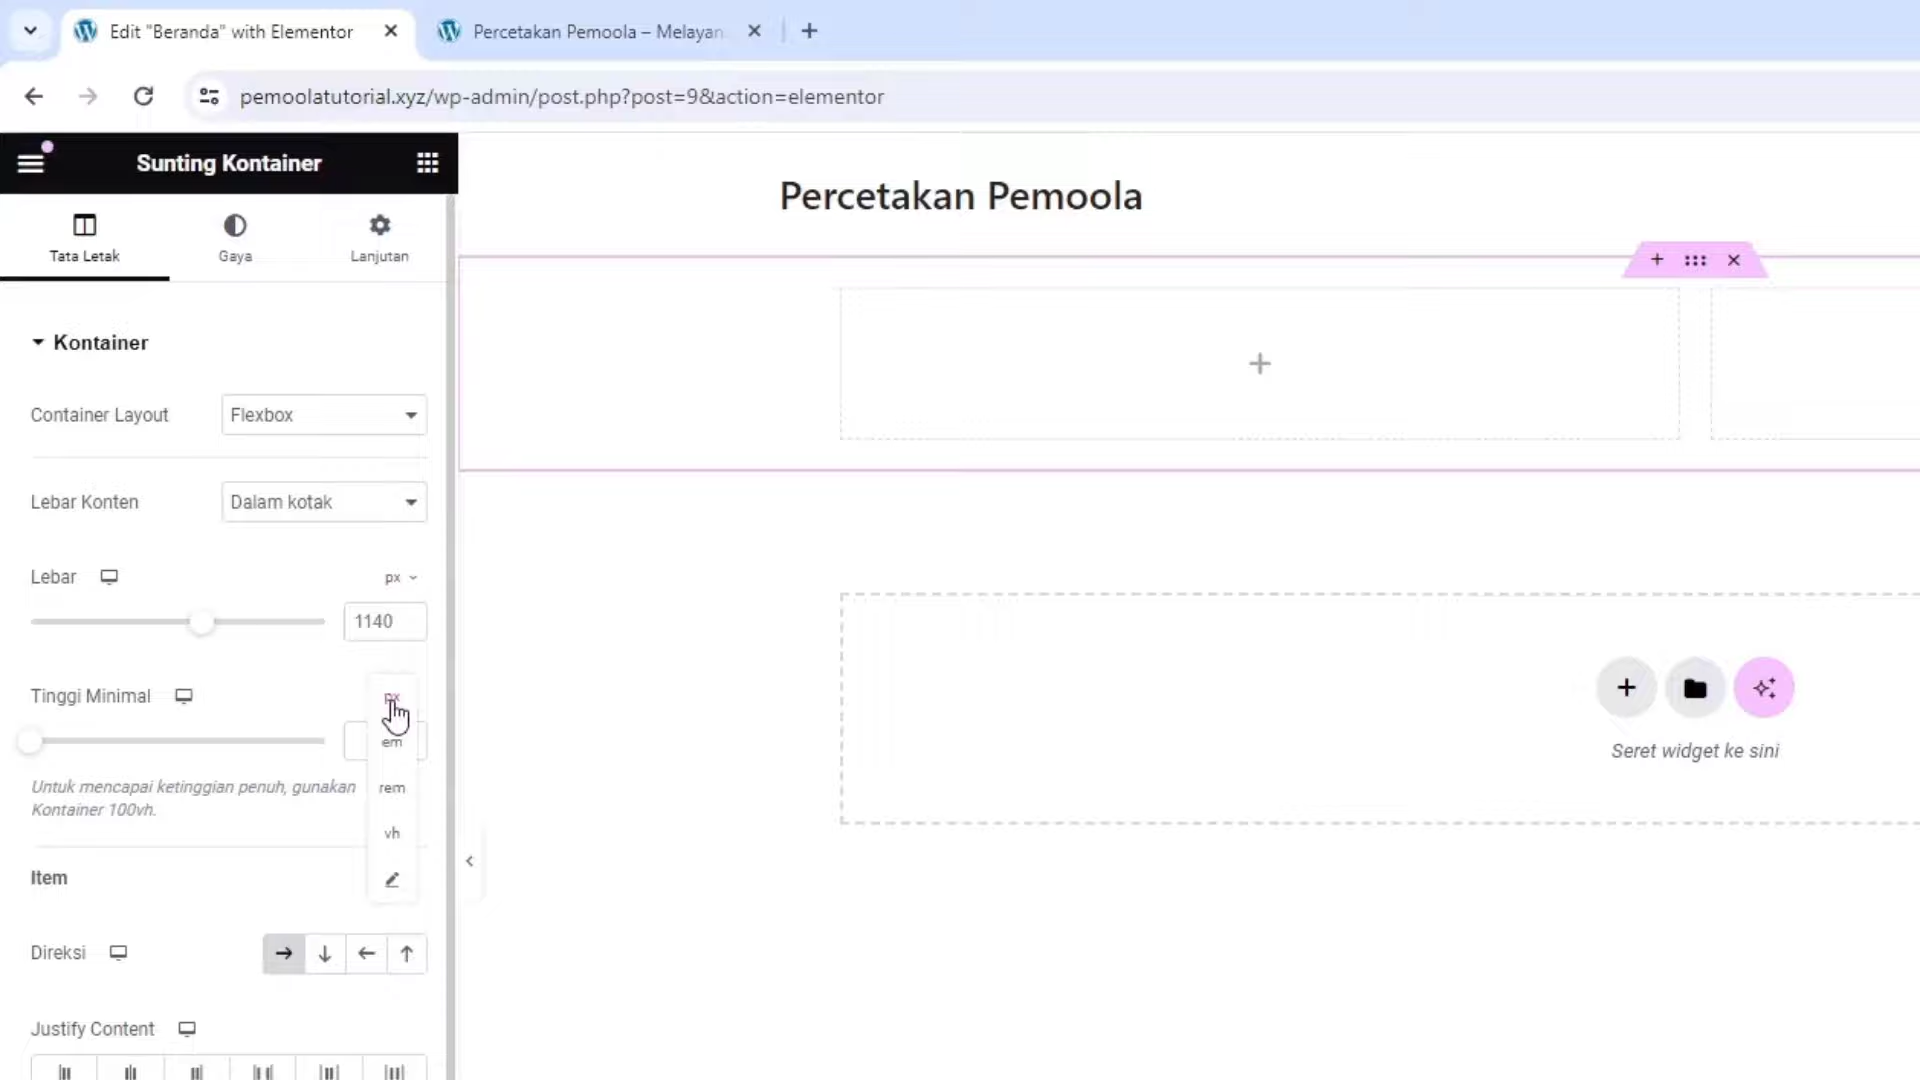 Edit "Beranda" with Elementor
Percetakan Pemoola – Melayan
pemoolatutorial.xyz/wp-admin/post.php?post=9&action=elementor
Sunting Kontainer
Percetakan Pemoola
Tata Letak
Gaya
Lanjutan
Kontainer
Container Layout
Flexbox
Lebar Konten
Dalam kotak
Lebar
px
1140
Tinggi Minimal
px
em
Untuk mencapai ketinggian penuh, gunakan
Kontainer 100vh.
rem
vh
Seret widget ke sini
Item
Direksi
Justify Content